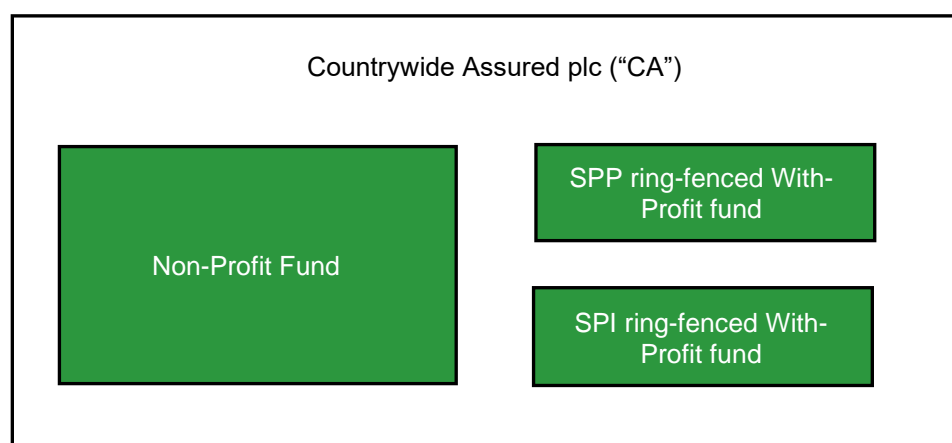 Countrywide Assured plc (“CA”)
Non-Profit Fund
SPP ring-fenced With-
Profit fund
SPI ring-fenced With-
Profit fund